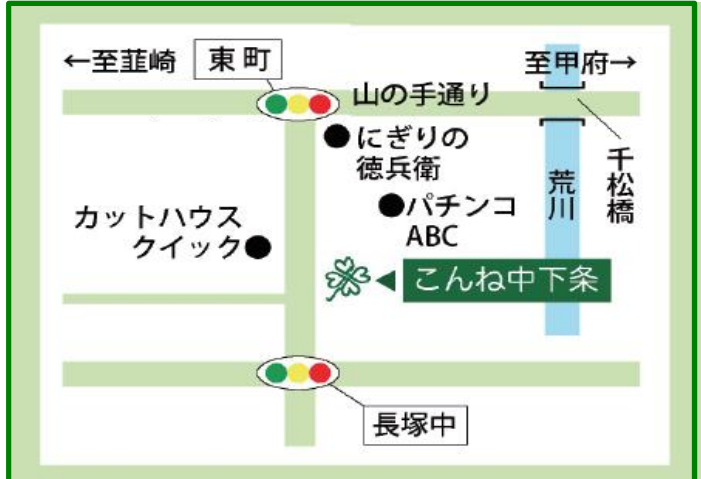 ←至韮崎
東町
至甲府→
山の手通り
にぎりの
徳兵衛
千松橋
荒川
●パチンコ
ABC
カットハウス
クイック●
こんね中下条
長塚中